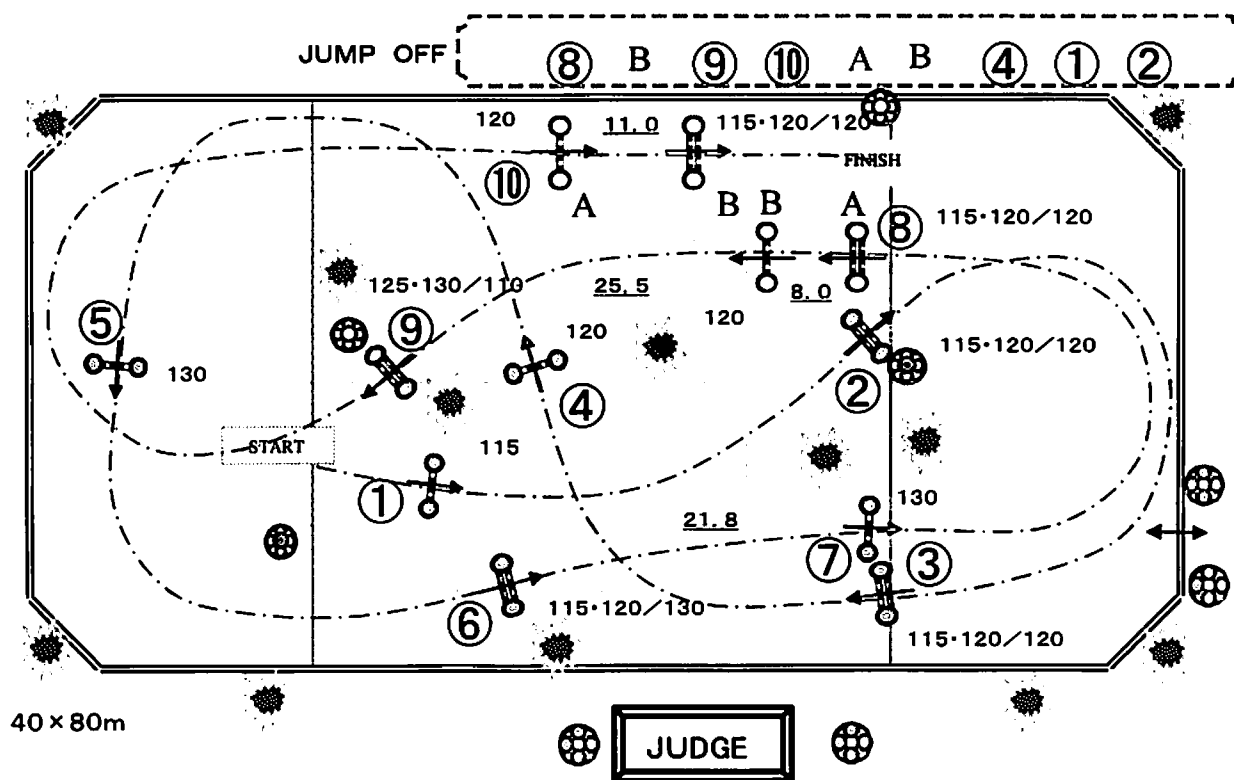 JUMP OFF ⑧ B ⑨ ⑩ A B ④ ① ②
120 11.0 115·120/120
FINISH
⑩
A B B A
⑧ 115·120/120
125·130/110 25.5 8.0
⑤ ⑨ 120 120 115·120/120
130 ④ ②
START 115
① 130
21.8
⑦ ③
⑥ 115·120/130
115·120/120
40×80m
JUDGE